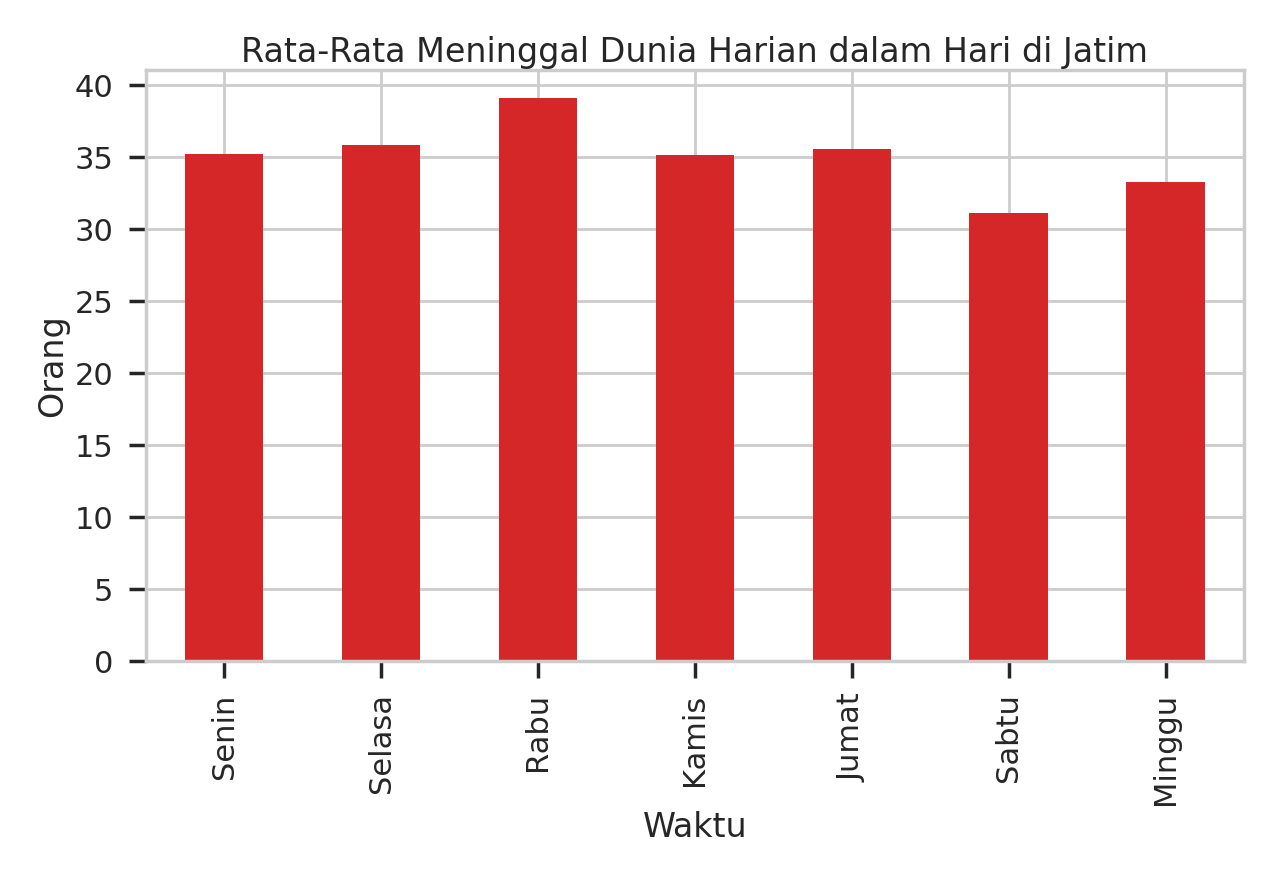 Rata-Rata Meninggal Dunia Harian dalam Hari di Jatim
40
35
30
25
20
15
10
5
0
Orang
Senin
Selasa
Rabu
Kamis
Jumat
Sabtu
Minggu
Waktu